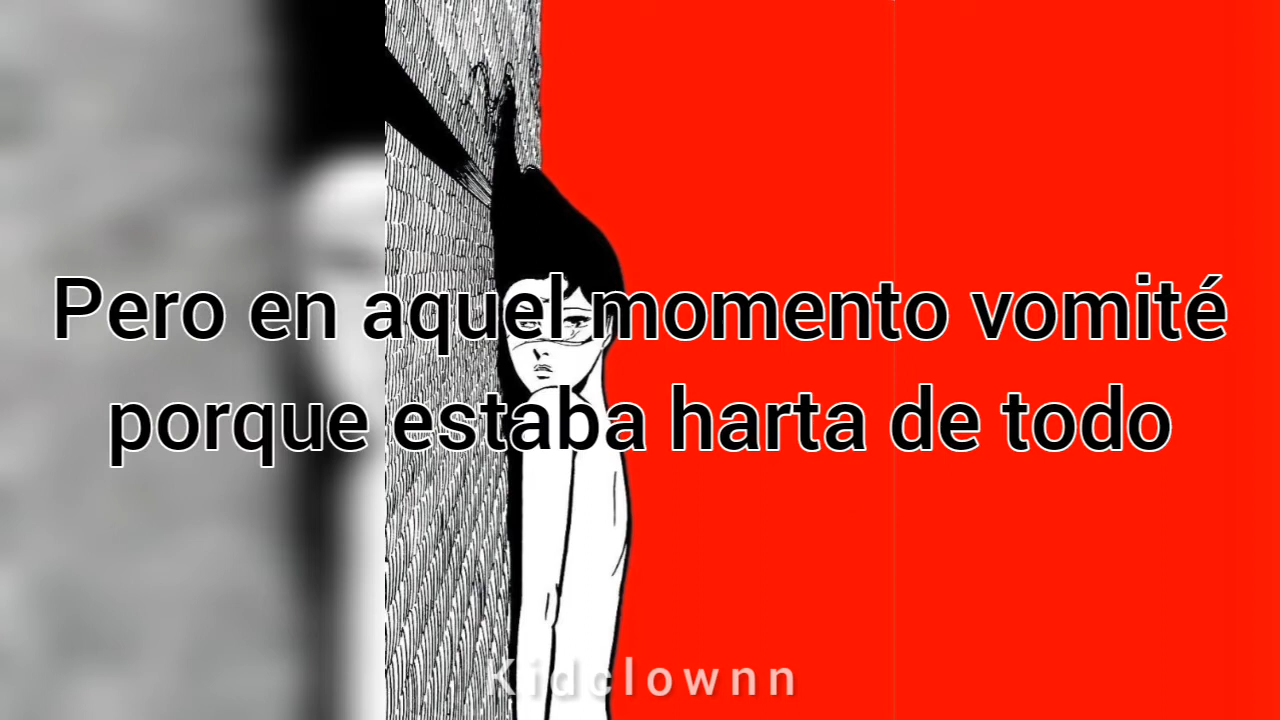 Pero en aquel momento vomité
porque estaba harta de todo
Kidclownn